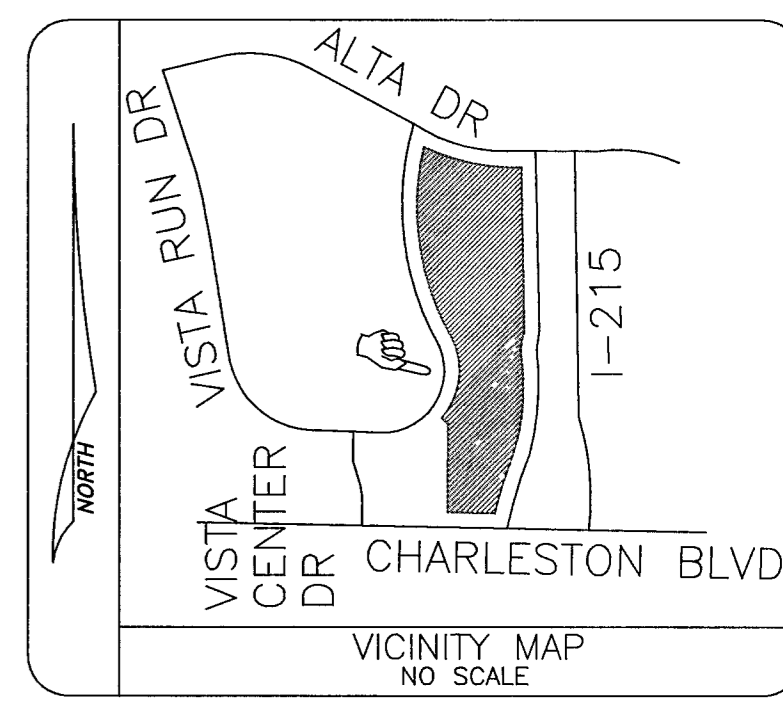 ALTA DR
VISTA RUN DR
I-215
NORTH
VISTA
CENTER
DR
CHARLESTON BLVD
VICINITY MAP
NO SCALE